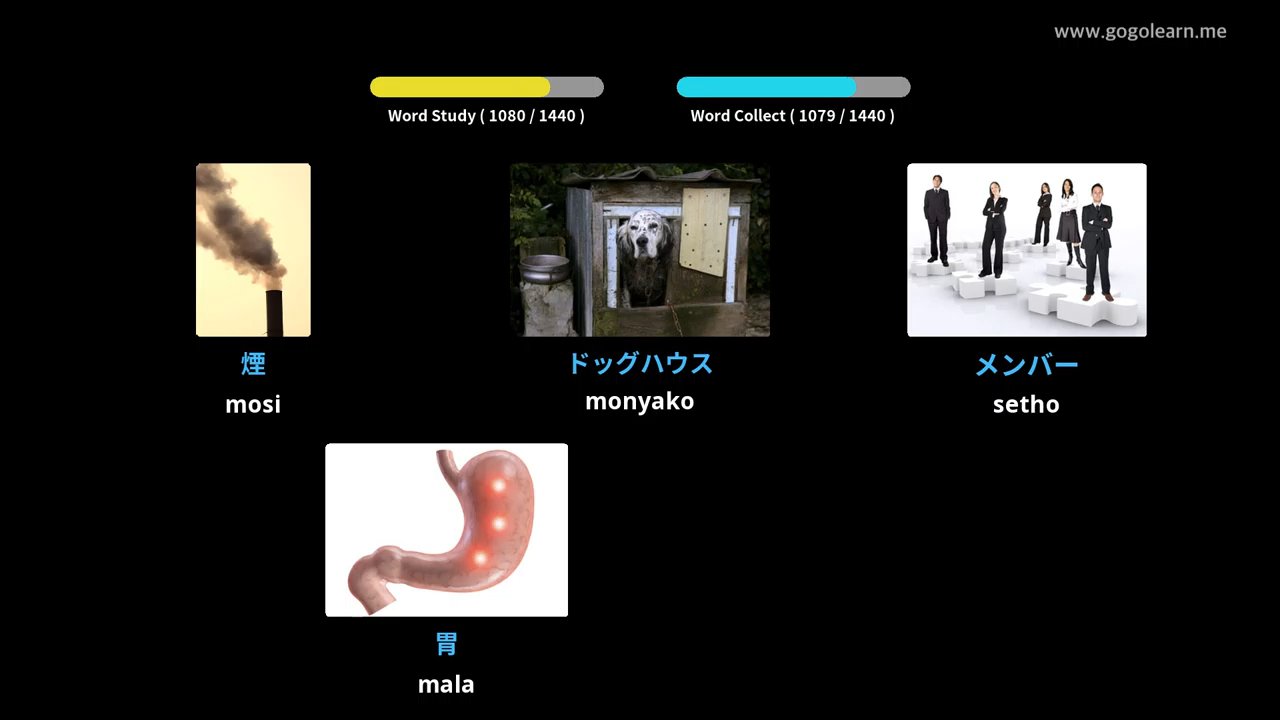 www.gogolearn.me
Word Study ( 1080 / 1440 )
Word Collect ( 1079 / 1440 )
煙
mosi
ドッグハウス
monyako
メンバー
setho
胃
mala